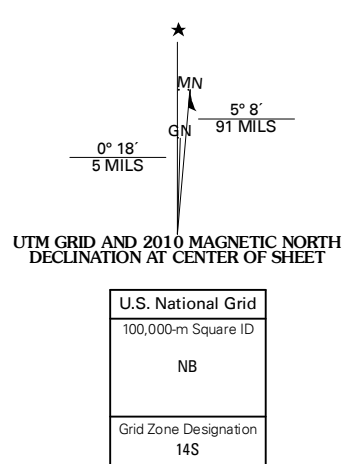 ★
MN
5° 8´
91 MILS
GN
0° 18´
5 MILS
UTM GRID AND 2010 MAGNETIC NORTH
DECLINATION AT CENTER OF SHEET
U.S. National Grid
100,000-m Square ID
NB
Grid Zone Designation
14S